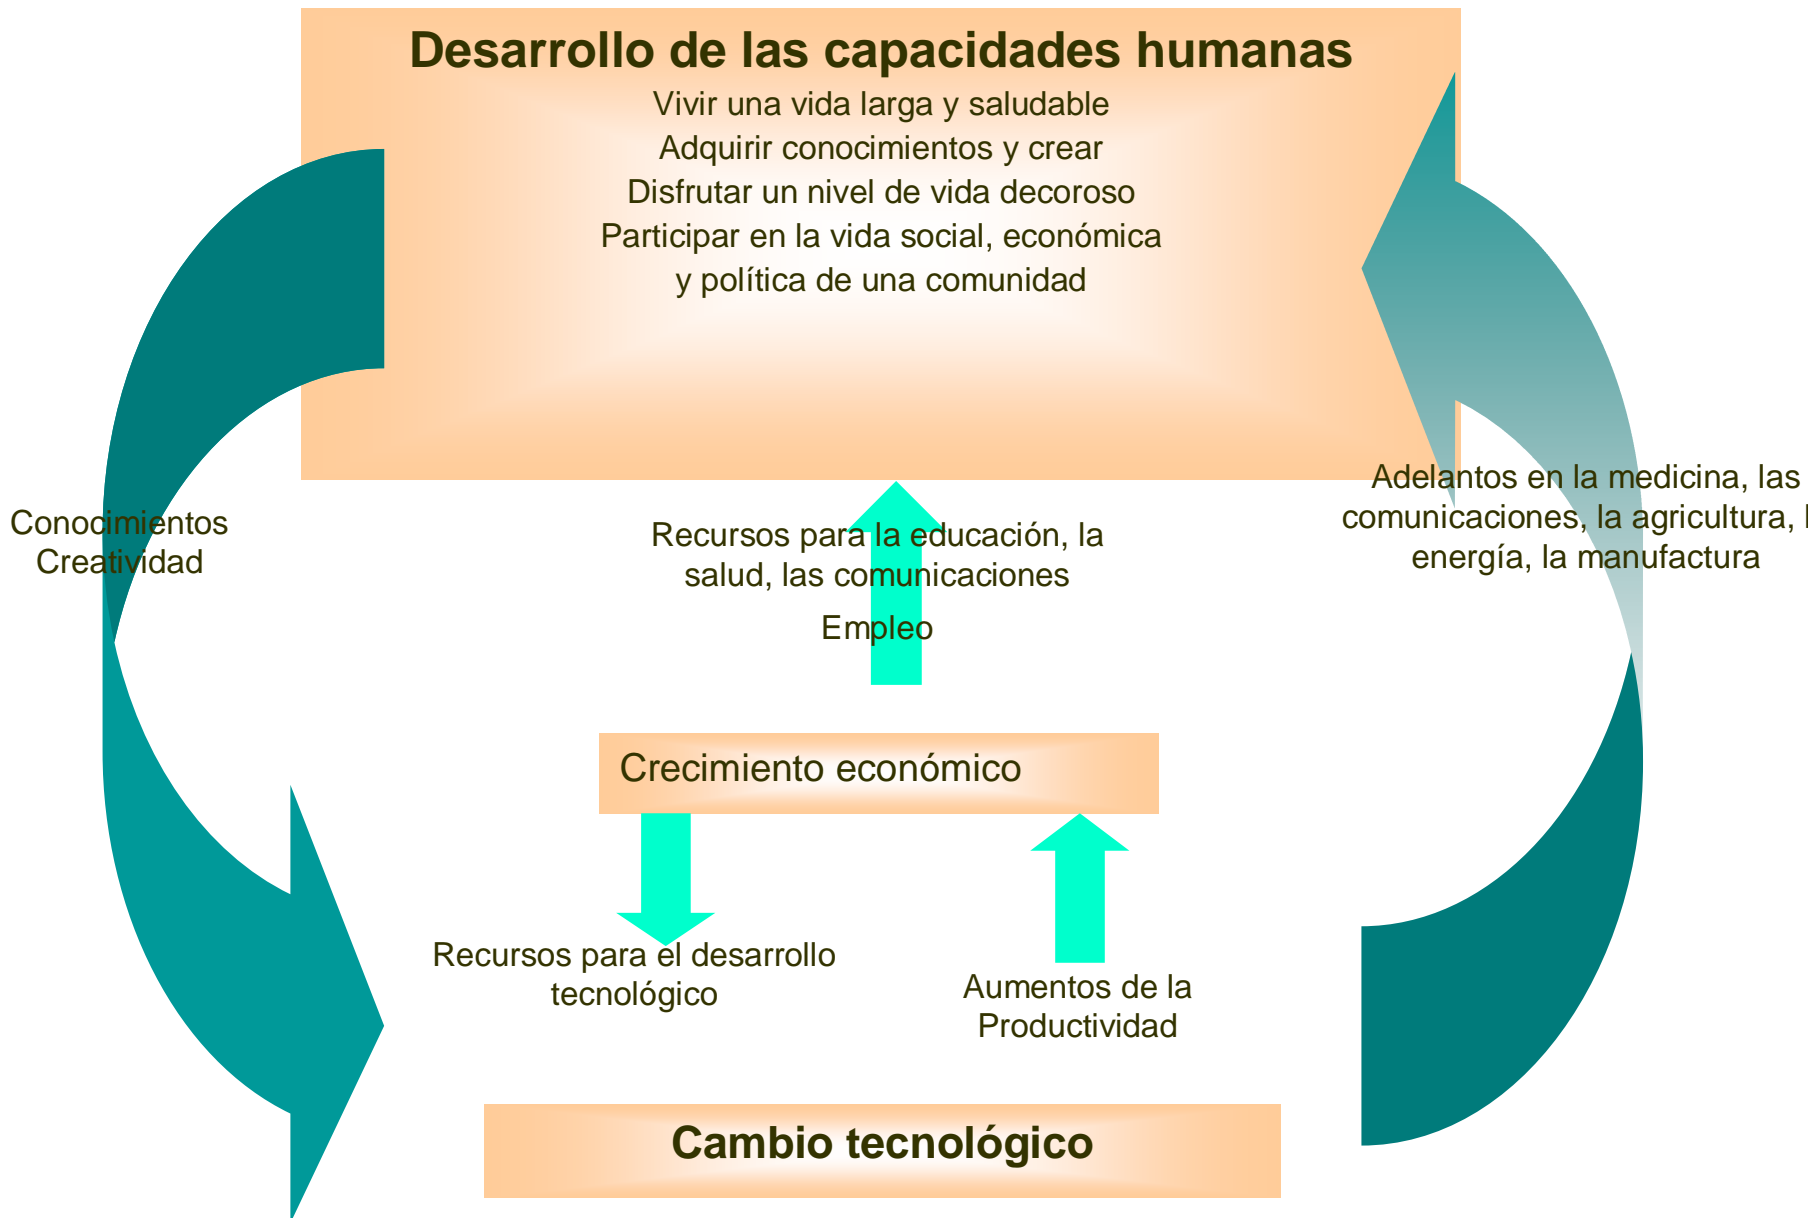 Desarrollo de las capacidades humanas
Vivir una vida larga y saludable
Adquirir conocimientos y crear
Disfrutar un nivel de vida decoroso
Participar en la vida social, económica
y política de una comunidad
Conocimientos
Creatividad
Recursos para la educación, la
salud, las comunicaciones
Empleo
Adelantos en la medicina, las
comunicaciones, la agricultura,
energía, la manufactura
Crecimiento económico
Recursos para el desarrollo
tecnológico
Aumentos de la
Productividad
Cambio tecnológico